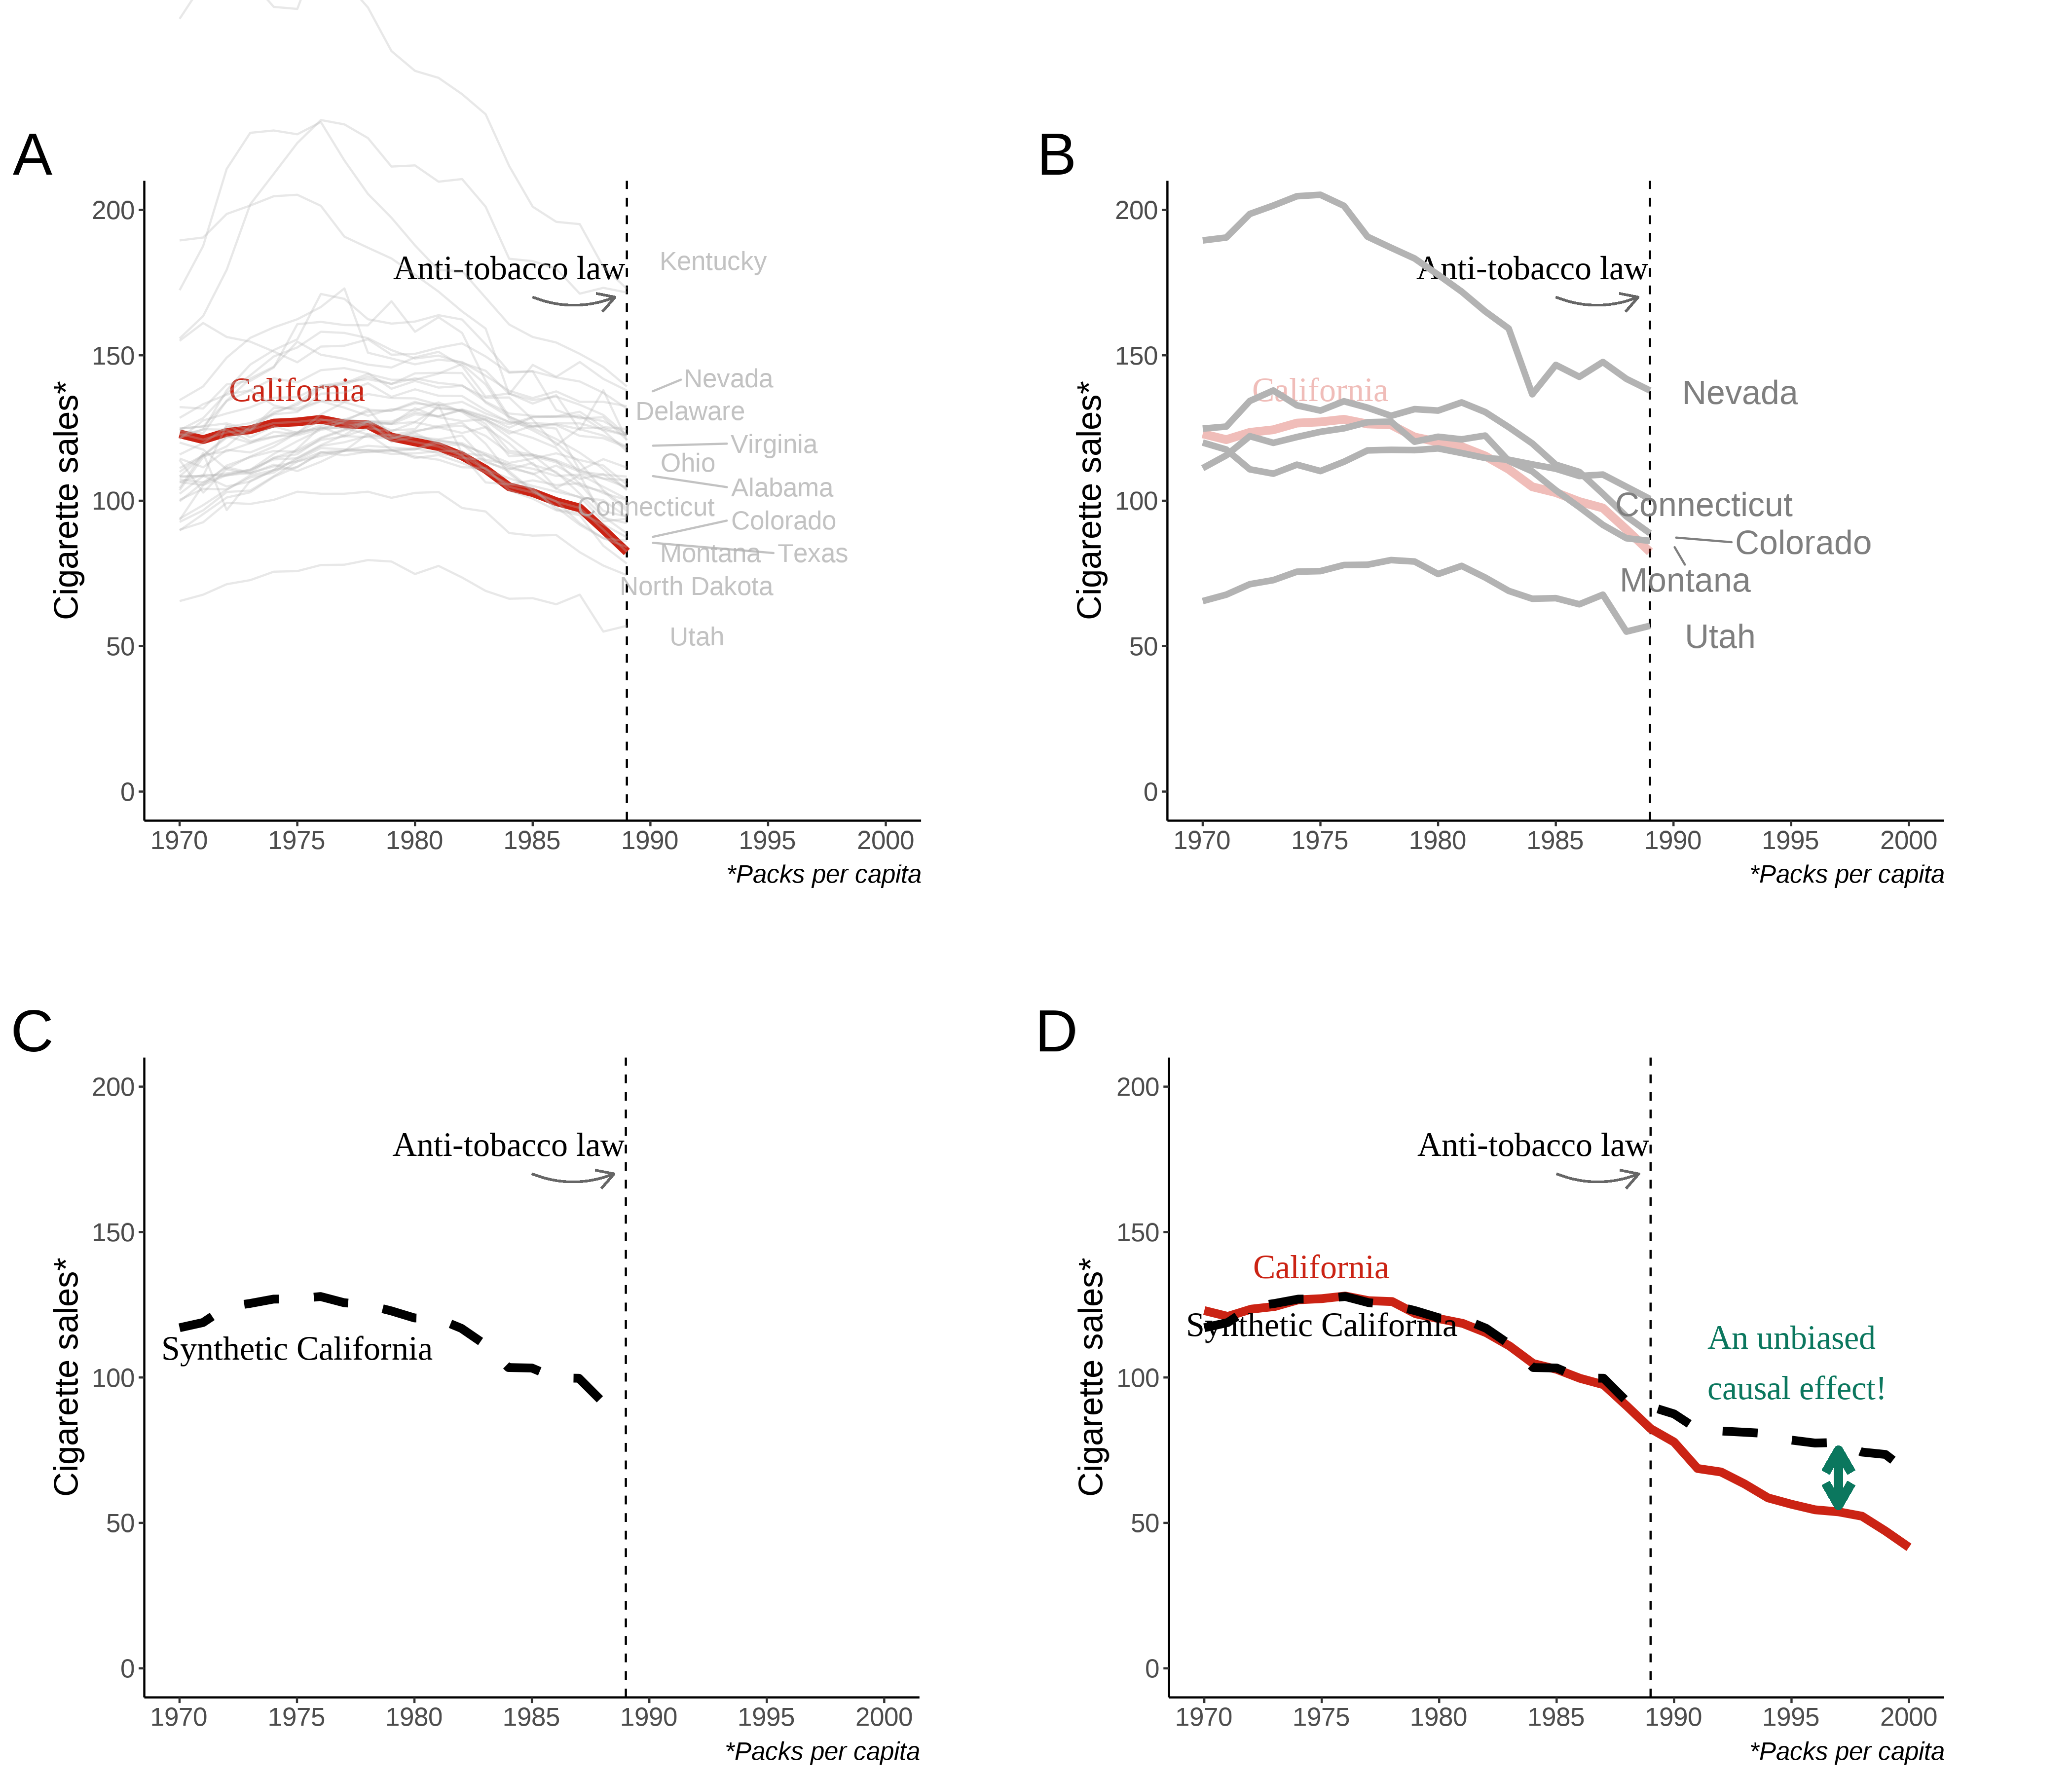 A
Cigarette sales*
200
150
100
50
0
Anti-tobacco law
California
Kentucky
Nevada
Delaware
Virginia
Ohio
Alabama
Connecticut
Colorado
Montana
Texas
North Dakota
Utah
1970 1975 1980 1985 1990 1995 2000
*Packs per capita
B
Cigarette sales*
200
150
100
50
0
Anti-tobacco law
California
Nevada
Connecticut
Colorado
Montana
Utah
1970 1975 1980 1985 1990 1995 2000
*Packs per capita
C
Cigarette sales*
200
150
100
50
0
Anti-tobacco law
Synthetic California
1970 1975 1980 1985 1990 1995 2000
*Packs per capita
D
Cigarette sales*
200
150
100
50
0
Anti-tobacco law
California
Synthetic California
An unbiased
causal effect!
1970 1975 1980 1985 1990 1995 2000
*Packs per capita